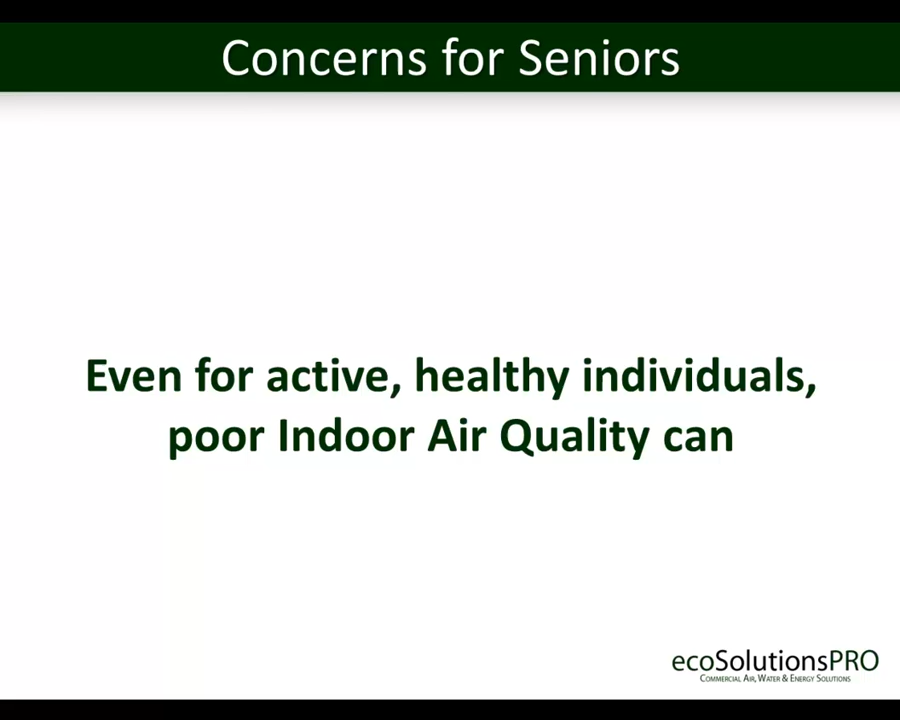 Concerns for Seniors
Even for active, healthy individuals,
poor Indoor Air Quality can
ecoSolutionsPRO
Commercial Air, Water & Energy Solutions